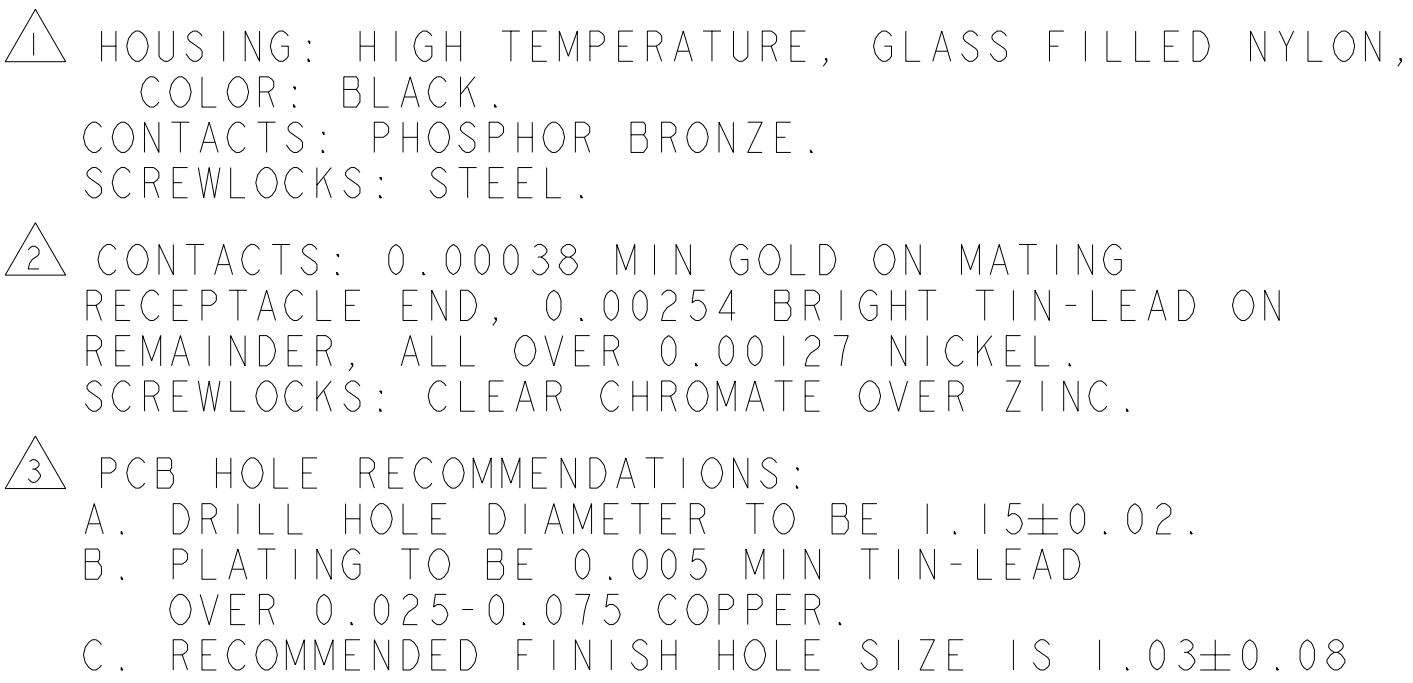 1 HOUSING: HIGH TEMPERATURE, GLASS FILLED NYLON,
COLOR: BLACK.
CONTACTS: PHOSPHOR BRONZE.
SCREWLOCKS: STEEL.
2 CONTACTS: 0.00038 MIN GOLD ON MATING
RECEPTACLE END, 0.00254 BRIGHT TIN-LEAD ON
REMAINDER, ALL OVER 0.00127 NICKEL.
SCREWLOCKS: CLEAR CHROMATE OVER ZINC.
3 PCB HOLE RECOMMENDATIONS:
A. DRILL HOLE DIAMETER TO BE 1.15±0.02.
B. PLATING TO BE 0.005 MIN TIN-LEAD
OVER 0.025-0.075 COPPER.
C. RECOMMENDED FINISH HOLE SIZE IS 1.03±0.08